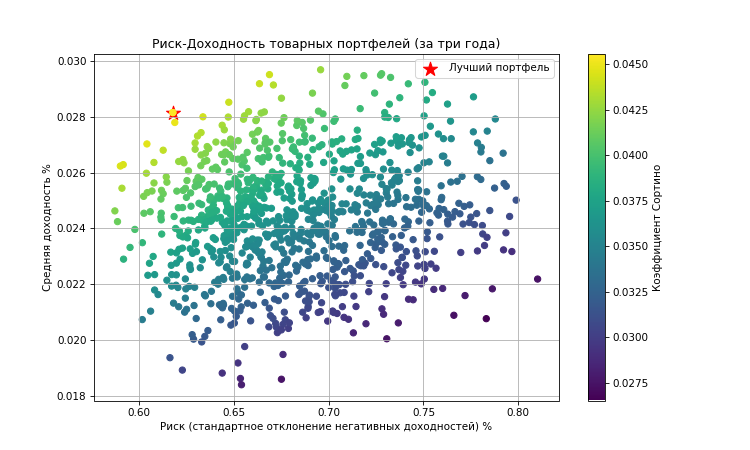 Риск-Доходность товарных портфелей (за три года)
Лучший портфель
Средняя доходность %
0.030
0.028
0.026
0.024
0.022
0.020
0.018
0.60 0.65 0.70 0.75 0.80
Риск (стандартное отклонение негативных доходностей) %
0.0450
0.0425
0.0400
0.0375
0.0350
0.0325
0.0300
0.0275
Коэффициент Сортино